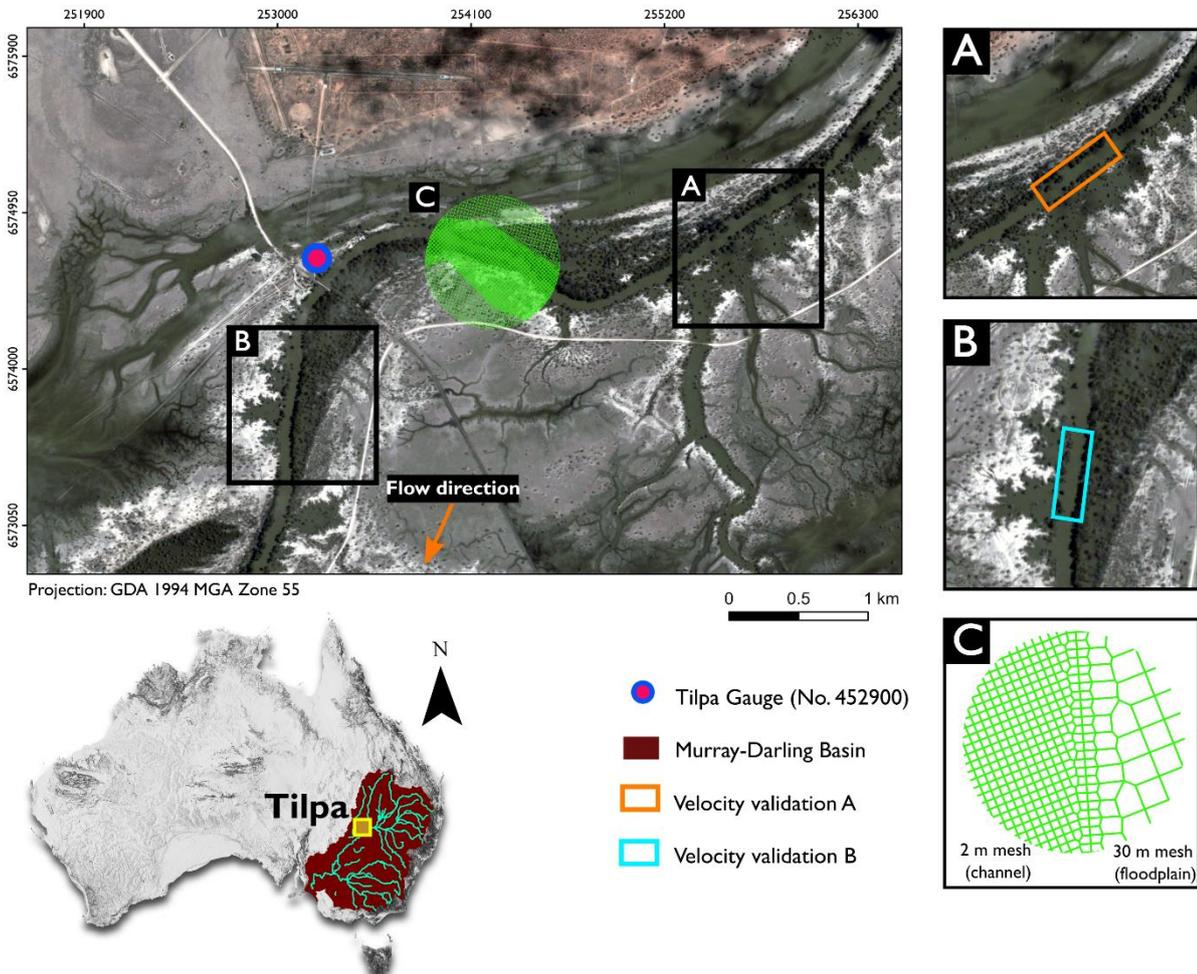 251900 253000 254100 255200 256300
6575900
6574950
6574000
6573050
C
A
B
Flow direction
Projection: GDA 1994 MGA Zone 55
0 0.5 1 km
A
B
C
2 m mesh
(channel)
30 m mesh
(floodplain)
N
Tilpa
Tilpa Gauge (No. 452900)
Murray-Darling Basin
Velocity validation A
Velocity validation B